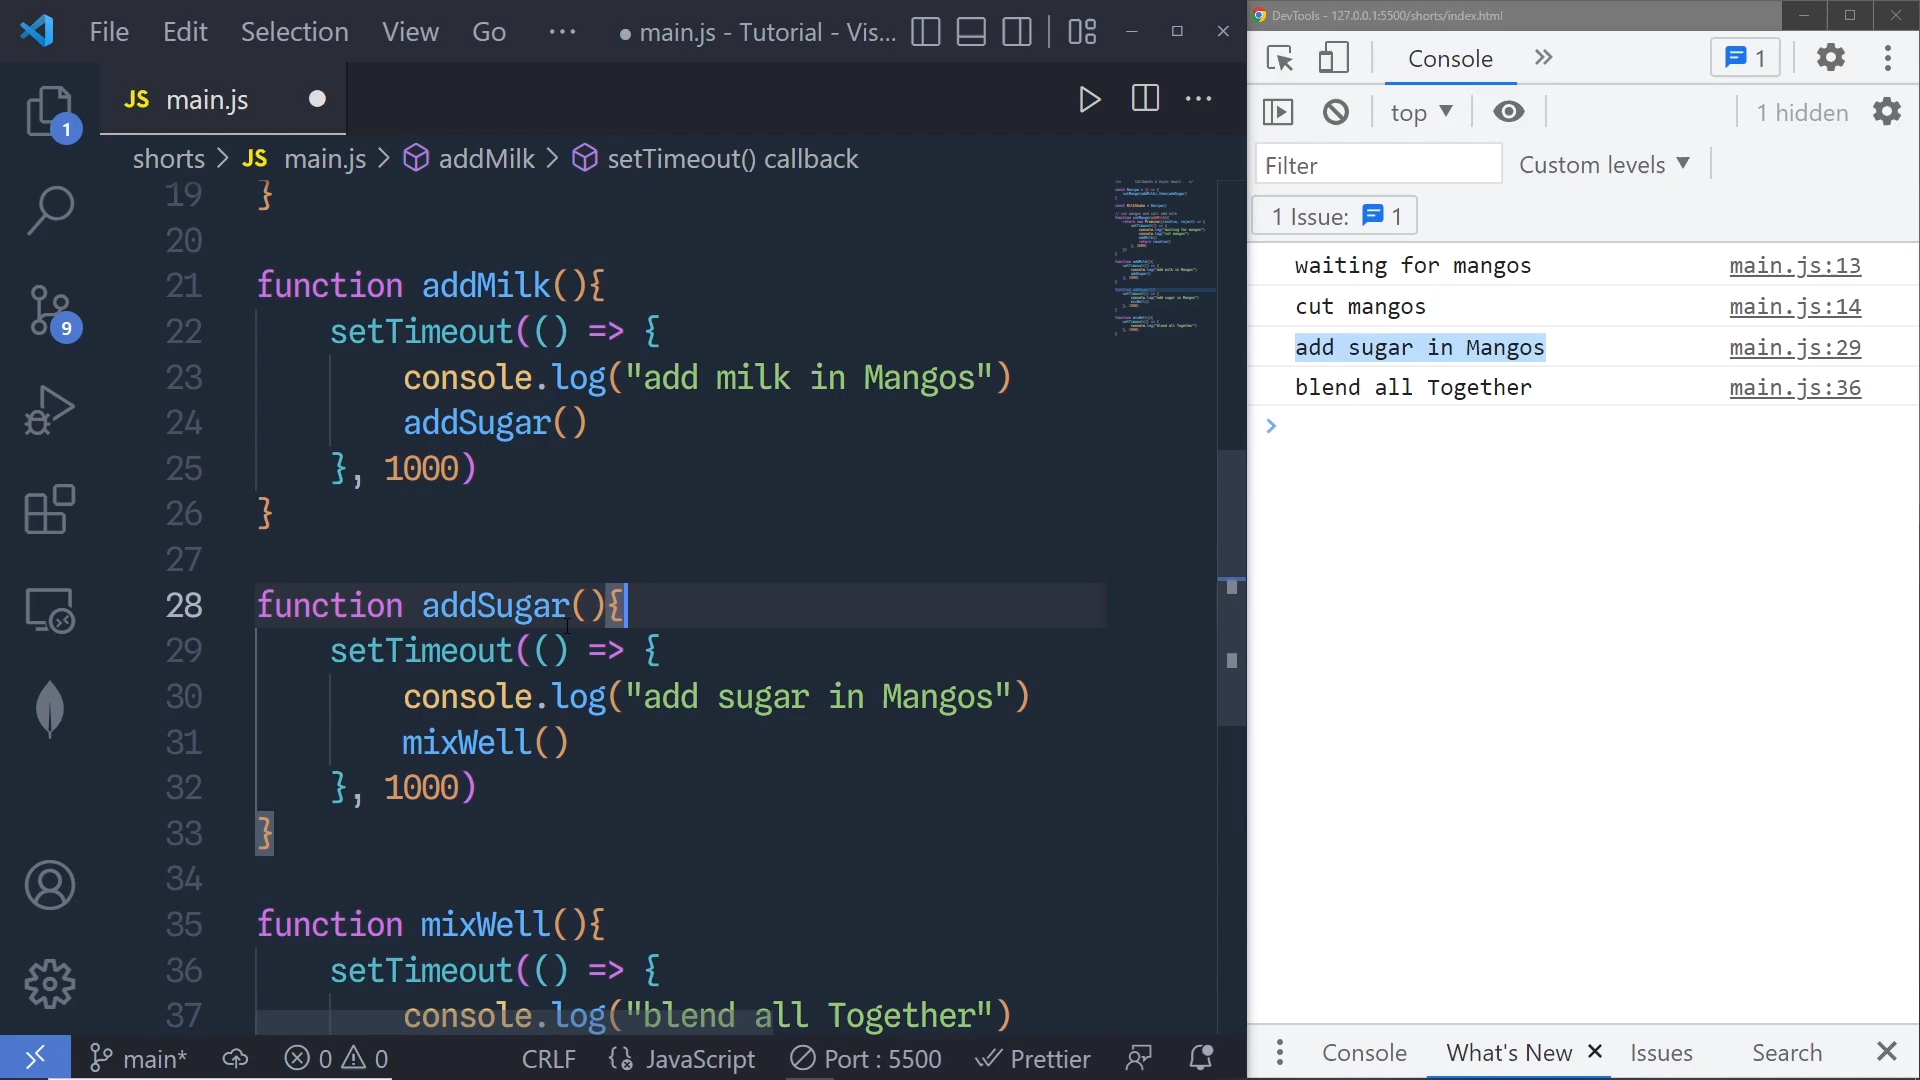 File Edit Selection View Go ··· ● main.js - Tutorial - Vis...
JS main.js
shorts > JS main.js > addMilk > setTimeout() callback
19 }
20
21 function addMilk(){
22 setTimeout(() => {
23 console.log("add milk in Mangos")
24 addSugar()
25 }, 1000)
26 }
27
28 function addSugar(){
29 setTimeout(() => {
30 console.log("add sugar in Mangos")
31 mixWell()
32 }, 1000)
33 }
34
35 function mixWell(){
36 setTimeout(() => {
37 console.log("blend all Together")
1
9
main* 0 0 CRLF {} JavaScript Port : 5500 Prettier
DevTools - 127.0.0.1:5500/shorts/index.html
Console » 1
top ▼ 1 hidden
Filter Custom levels ▼
1 Issue: 1
waiting for mangos main.js:13
cut mangos main.js:14
add sugar in Mangos main.js:29
blend all Together main.js:36
>
Console What's New × Issues Search